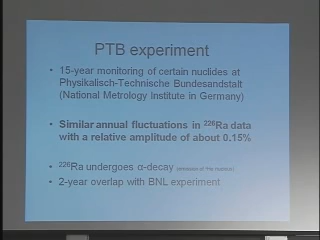 PTB experiment
• 15-year monitoring of certain nuclides at
Physikalisch-Technische Bundesandstalt
(National Metrology Institute in Germany)
• Similar annual fluctuations in ²²⁶Ra data
with a relative amplitude of about 0.15%
• ²²⁶Ra undergoes α-decay
• 2-year overlap with BNL experiment